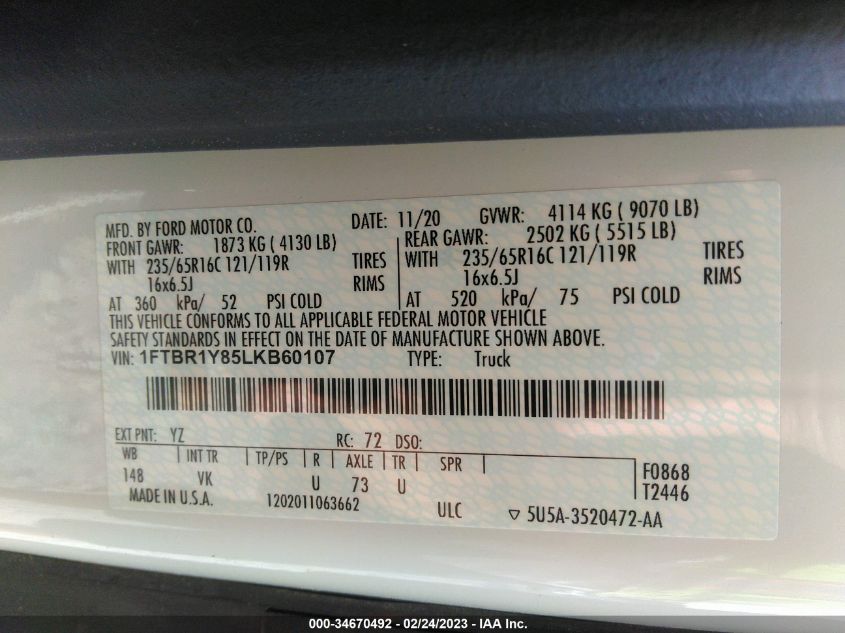 MFD. BY FORD MOTOR CO. DATE: 11/20 GVWR: 4114 KG ( 9070 LB)
FRONT GAWR: 1873 KG ( 4130 LB) REAR GAWR: 2502 KG ( 5515 LB)
WITH 235/65R16C 121/119R TIRES WITH 235/65R16C 121/119R TIRES
16x6.5J RIMS 16x6.5J RIMS
AT 360 kPa/ 52 PSI COLD AT 520 kPa/ 75 PSI COLD
THIS VEHICLE CONFORMS TO ALL APPLICABLE FEDERAL MOTOR VEHICLE
SAFETY STANDARDS IN EFFECT ON THE DATE OF MANUFACTURE SHOWN ABOVE.
VIN: 1FTBR1Y85LKB60107 TYPE: Truck
EXT PNT: YZ RC: 72 DSO:
WB INT TR TP/PS R AXLE TR SPR F0868
148 VK U 73 U T2446
MADE IN U.S.A. 1202011063662 ULC ▽ 5U5A-3520472-AA
000-34670492 - 02/24/2023 - IAA Inc.